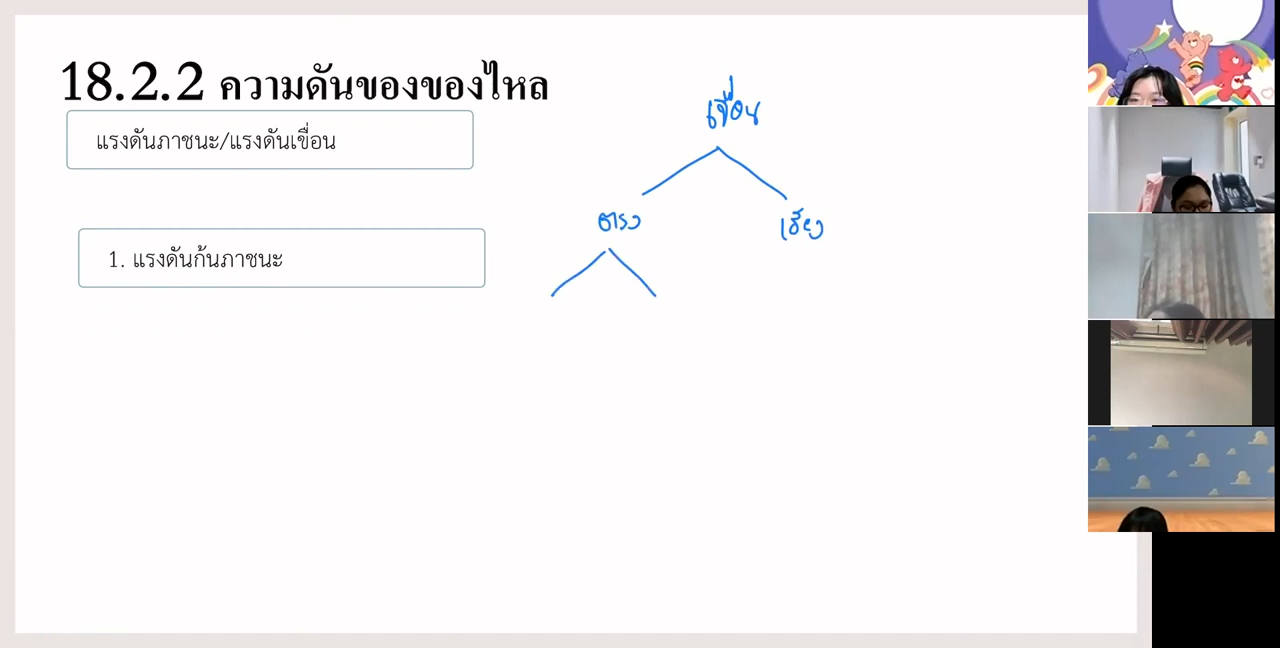 18.2.2 ความดันของของไหล
แรงดันภาชนะ/แรงดันเขื่อน
1. แรงดันก้นภาชนะ
เขื่อน
ตรง
เอียง